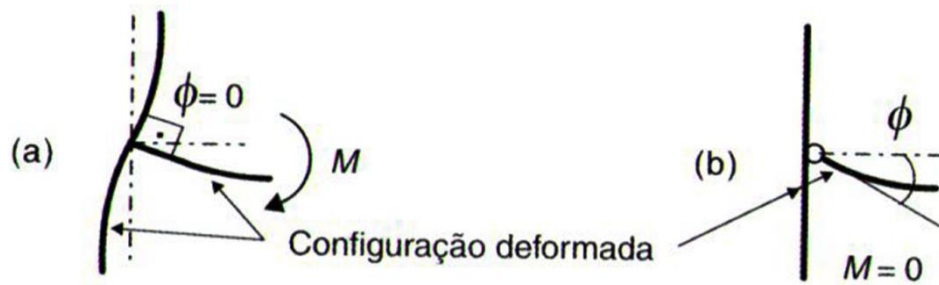 (a)
ϕ= 0
M
Configuração deformada
(b)
ϕ
M = 0